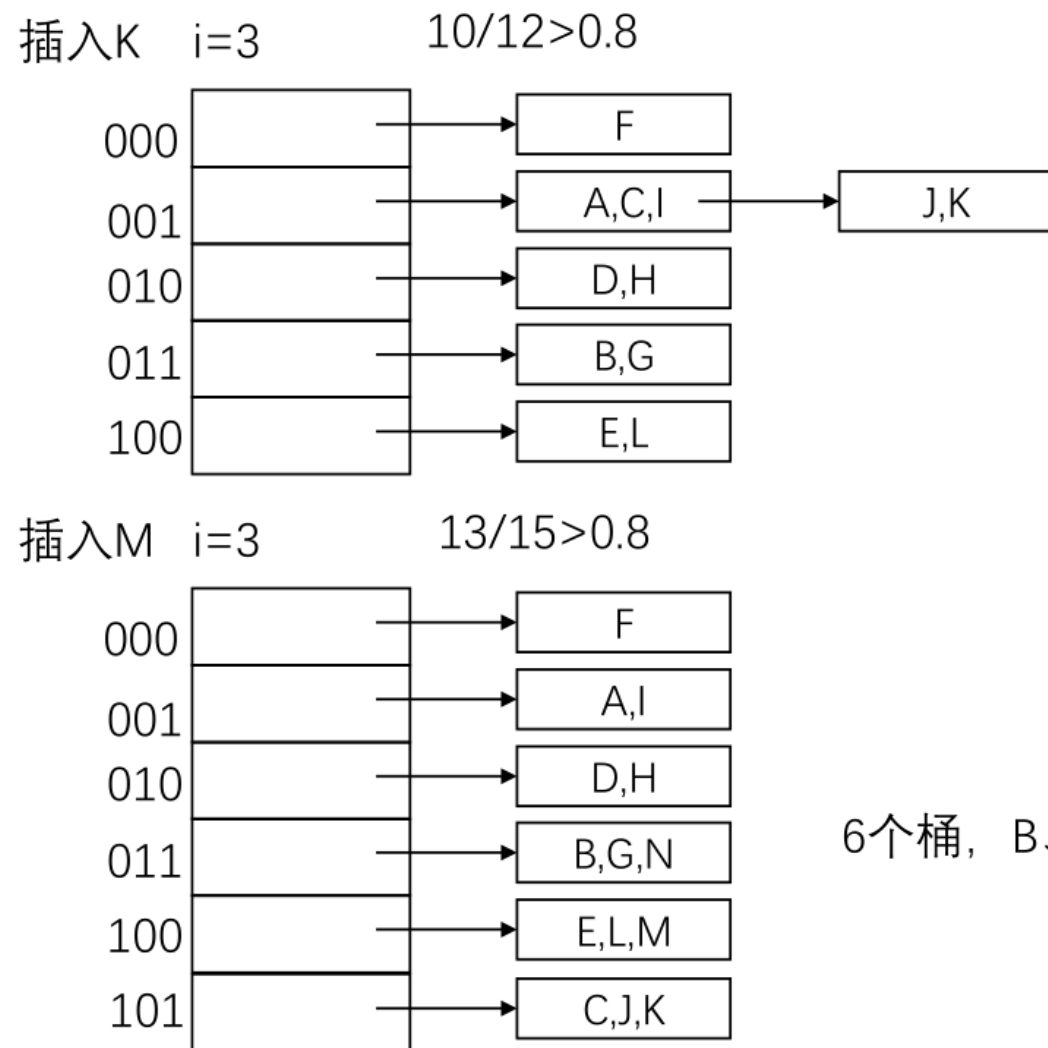 插入K i=3 10/12>0.8
000 F
001 A,C,I J,K
010 D,H
011 B,G
100 E,L
插入M i=3 13/15>0.8
000 F
001 A,I
010 D,H
011 B,G,N
6个桶，B
100 E,L,M
101 C,J,K